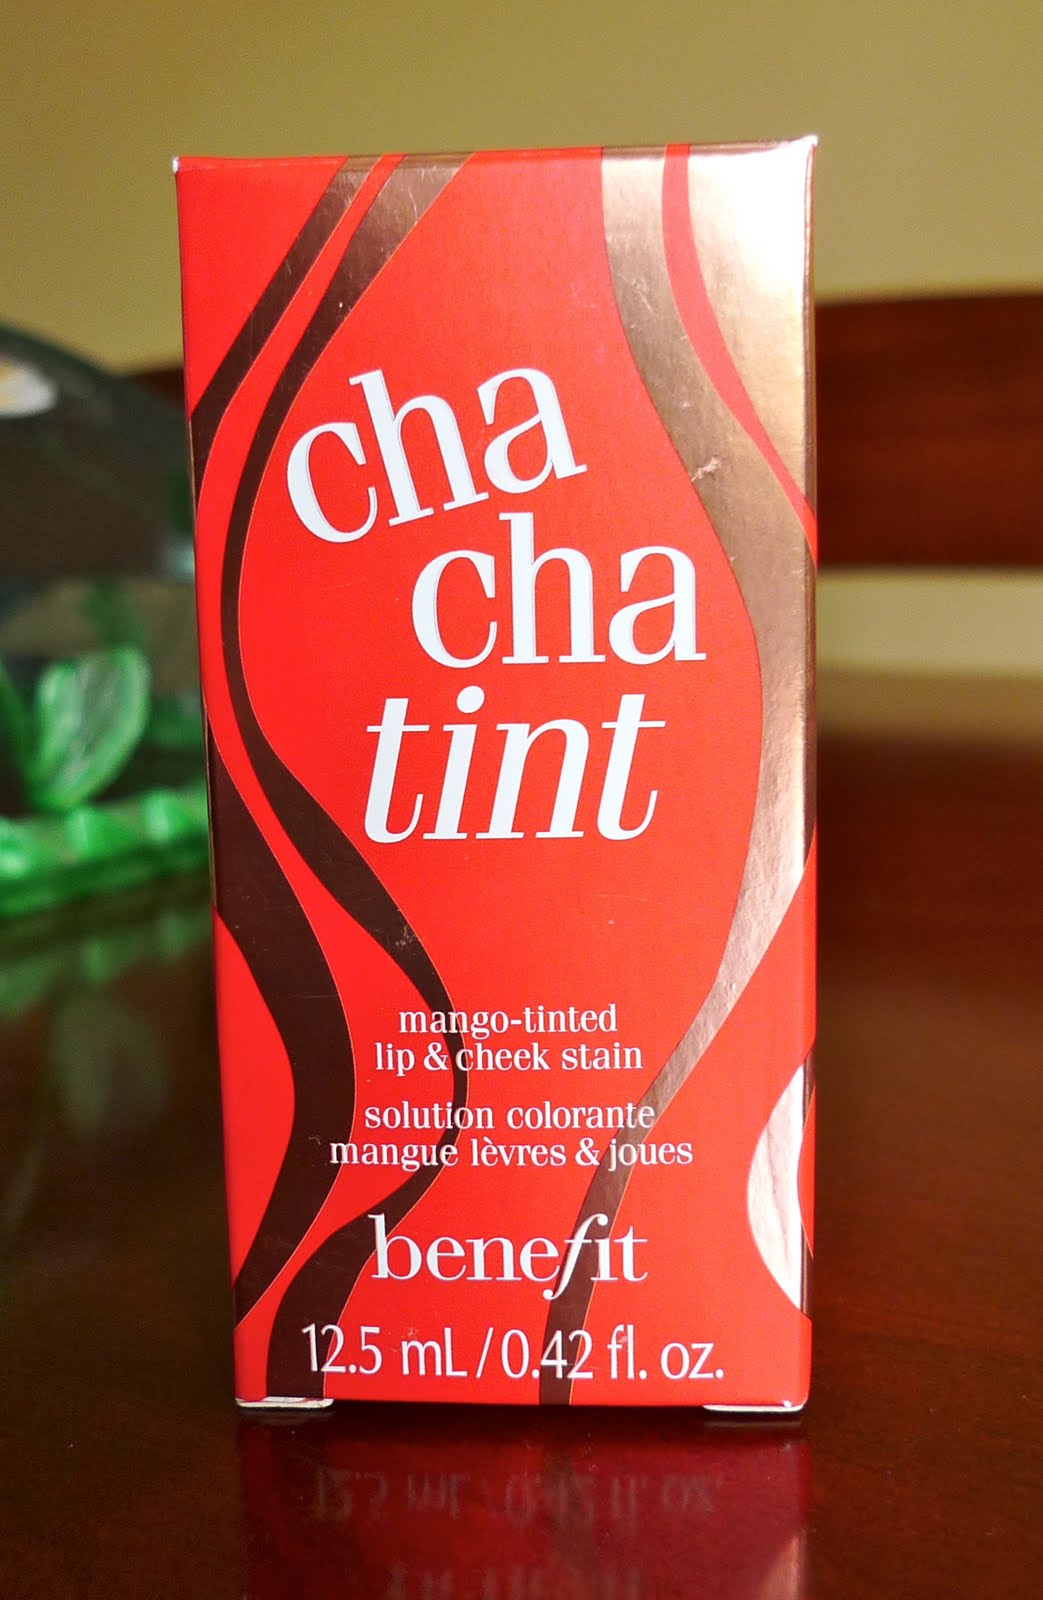 cha
cha
tint
mango-tinted
lip & cheek stain
solution colorante
mangue lèvres & joues
benefit
12.5 mL/0.42 fl. oz.